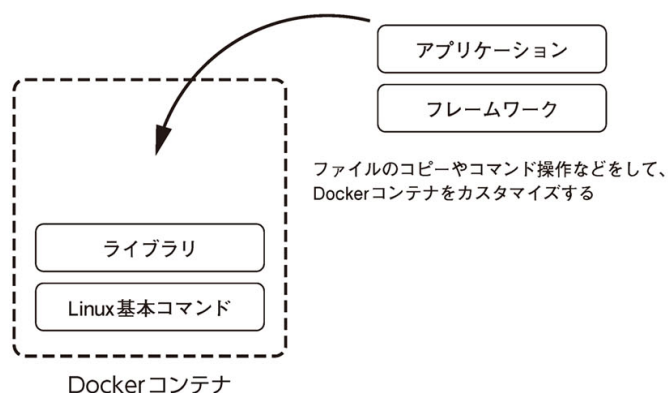 アプリケーション
フレームワーク
ファイルのコピーやコマンド操作などをして、
Dockerコンテナをカスタマイズする
ライブラリ
Linux基本コマンド
Dockerコンテナ